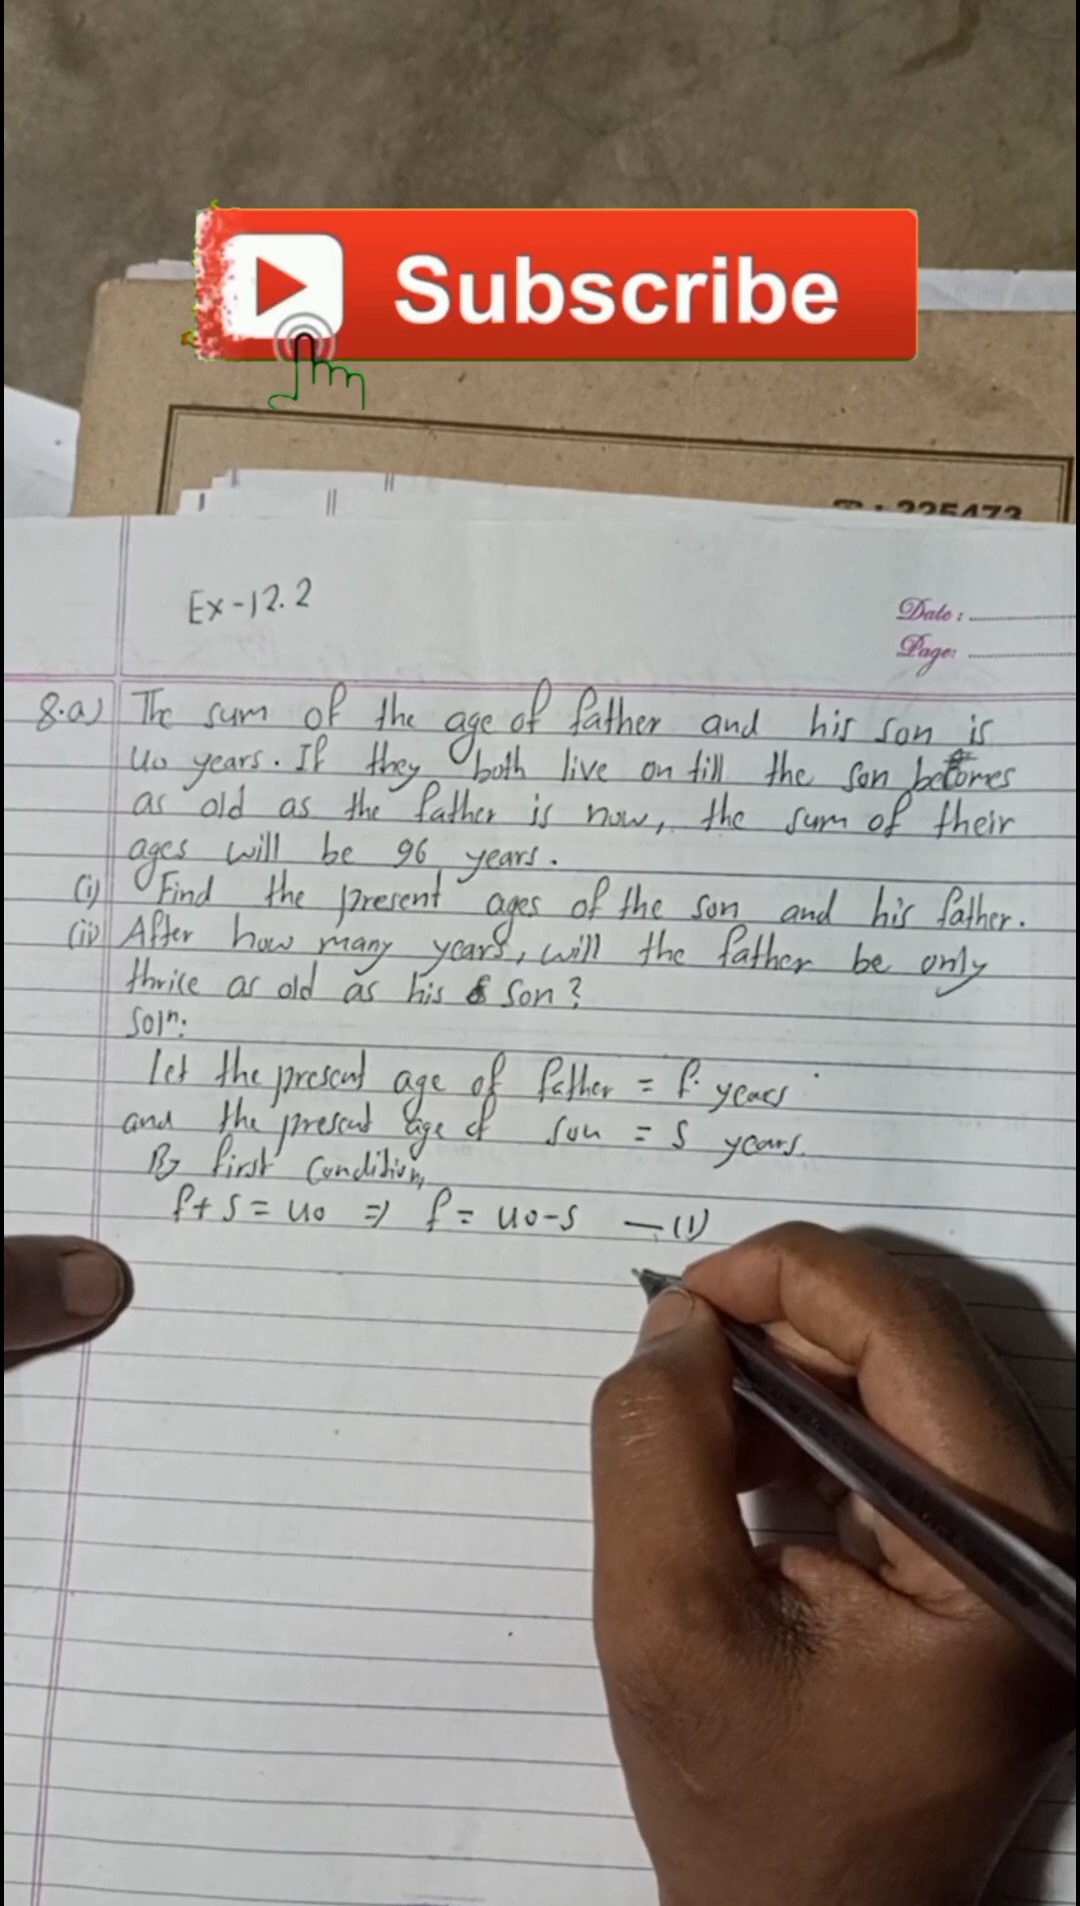 Subscribe
☎ : 225473
Ex-12.2
Date :
Page:
8.a) The sum of the age of father and his son is
40 years. If they both live on till the son becomes
as old as the father is now, the sum of their
ages will be 96 years.
(i) Find the present ages of the son and his father.
(ii) After how many years, will the father be only
thrice as old as his son?
Solⁿ:
Let the present age of father = f. years
and the present age of son = s years.
By first condition,
f + s = 40 => f = 40-s —(1)